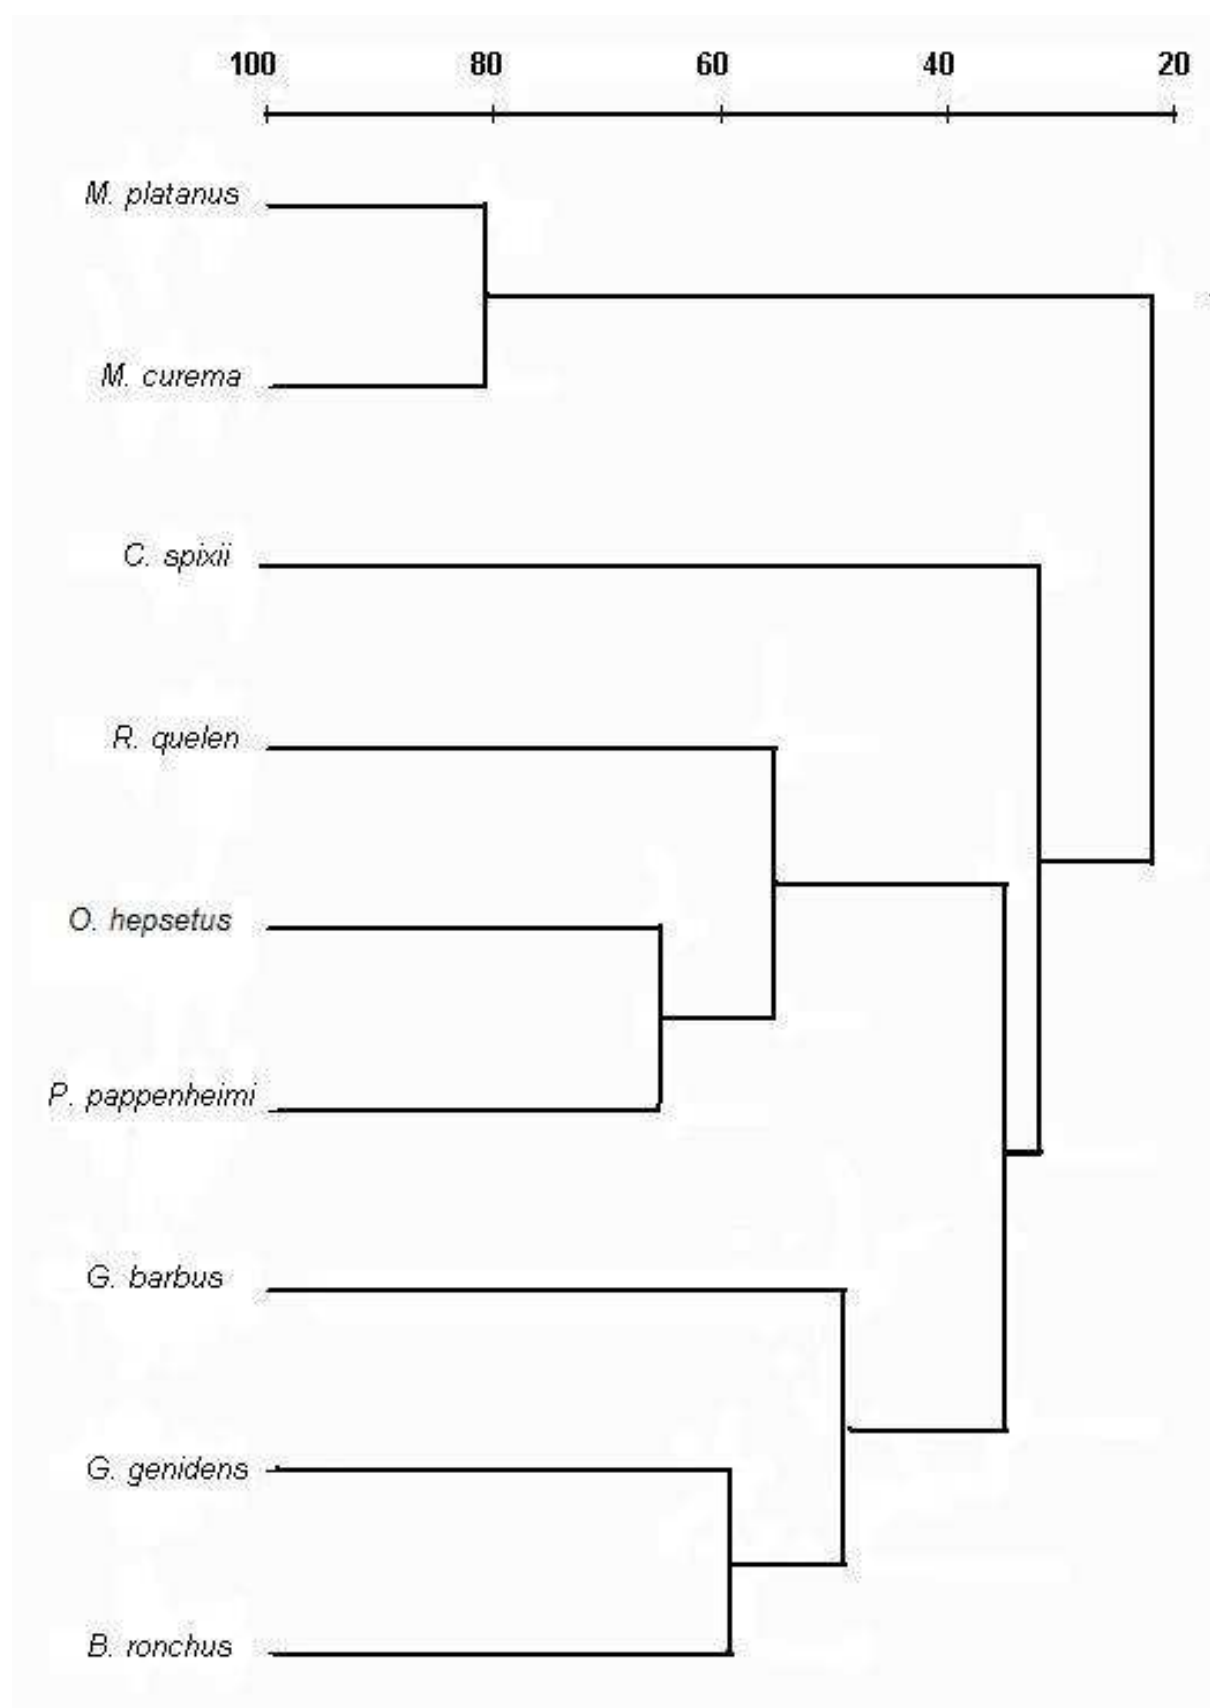 100 80 60 40 20
M. platanus
M. curema
C. spixii
R. quelen
O. hepsetus
P. pappenheimi
G. barbus
G. genidens
B. ronchus